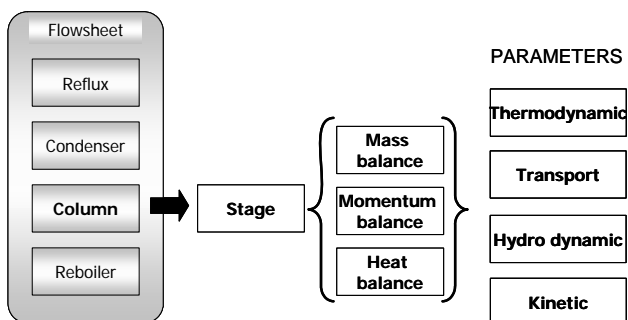 Flowsheet
Reflux
Condenser
Column
Reboiler
Stage
Mass
balance
Momentum
balance
Heat
balance
PARAMETERS
Thermodynamic
Transport
Hydro dynamic
Kinetic